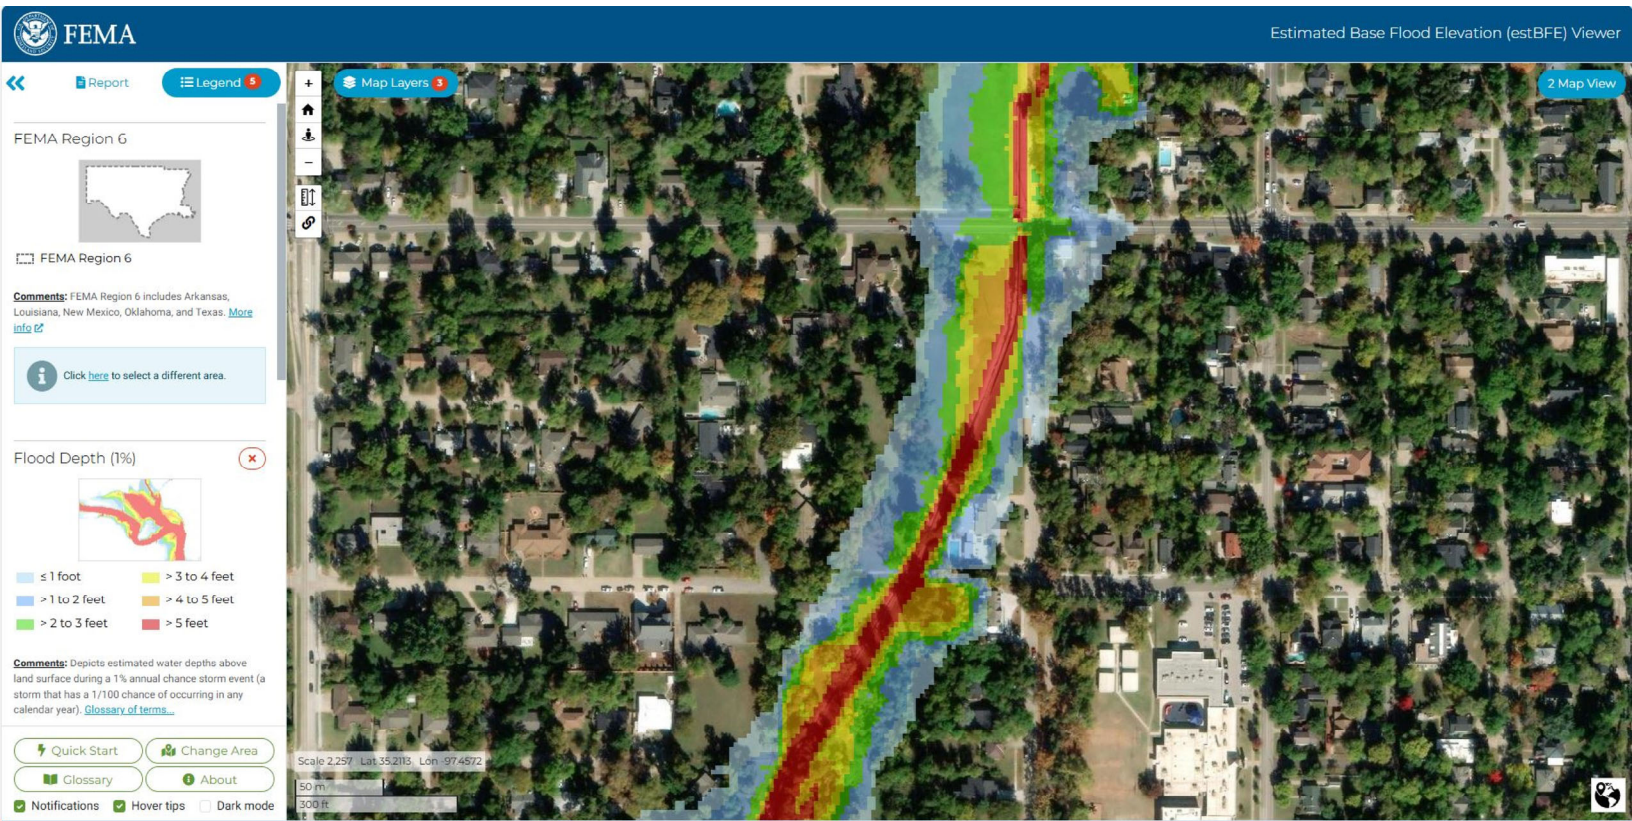 FEMA
Estimated Base Flood Elevation (estBFE) Viewer
Report
Legend 5
Map Layers 3
2 Map View
+
−
FEMA Region 6
FEMA Region 6
Comments: FEMA Region 6 includes Arkansas,
Louisiana, New Mexico, Oklahoma, and Texas. More
info
Click here to select a different area.
Flood Depth (1%)
≤ 1 foot
> 3 to 4 feet
> 1 to 2 feet
> 4 to 5 feet
> 2 to 3 feet
> 5 feet
Comments: Depicts estimated water depths above
land surface during a 1% annual chance storm event (a
storm that has a 1/100 chance of occurring in any
calendar year). Glossary of terms...
Quick Start
Change Area
Glossary
About
Notifications
Hover tips
Dark mode
Scale 2,257 Lat 35.2113 Lon -97.4572
50 m
300 ft